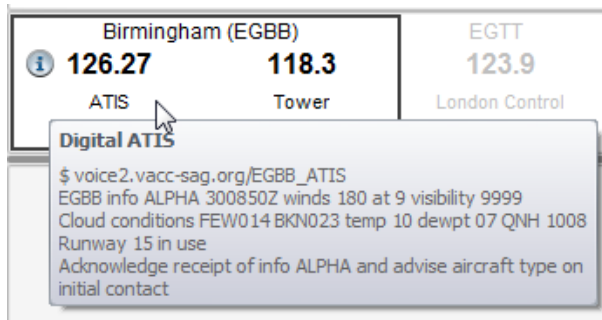 Birmingham (EGBB)
EGTT
126.27
118.3
123.9
ATIS
Tower
London Control
Digital ATIS
$ voice2.vacc-sag.org/EGBB_ATIS
EGBB info ALPHA 300850Z winds 180 at 9 visibility 9999
Cloud conditions FEW014 BKN023 temp 10 dewpt 07 QNH 1008
Runway 15 in use
Acknowledge receipt of info ALPHA and advise aircraft type on
initial contact